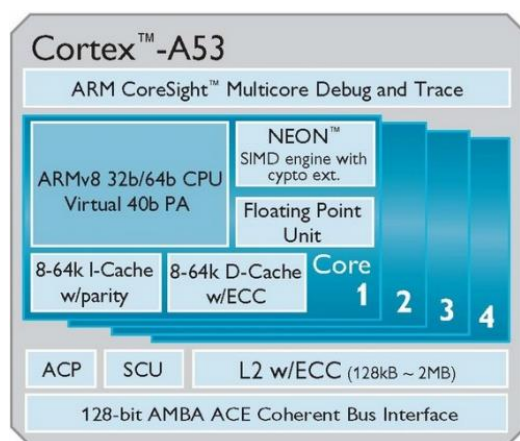 Cortex™-A53
ARM CoreSight™ Multicore Debug and Trace
ARMv8 32b/64b CPU
Virtual 40b PA
NEON™
SIMD engine with
cypto ext.
Floating Point
Unit
8-64k I-Cache
w/parity
8-64k D-Cache
w/ECC
Core
1
2
3
4
ACP
SCU
L2 w/ECC (128kB ~ 2MB)
128-bit AMBA ACE Coherent Bus Interface